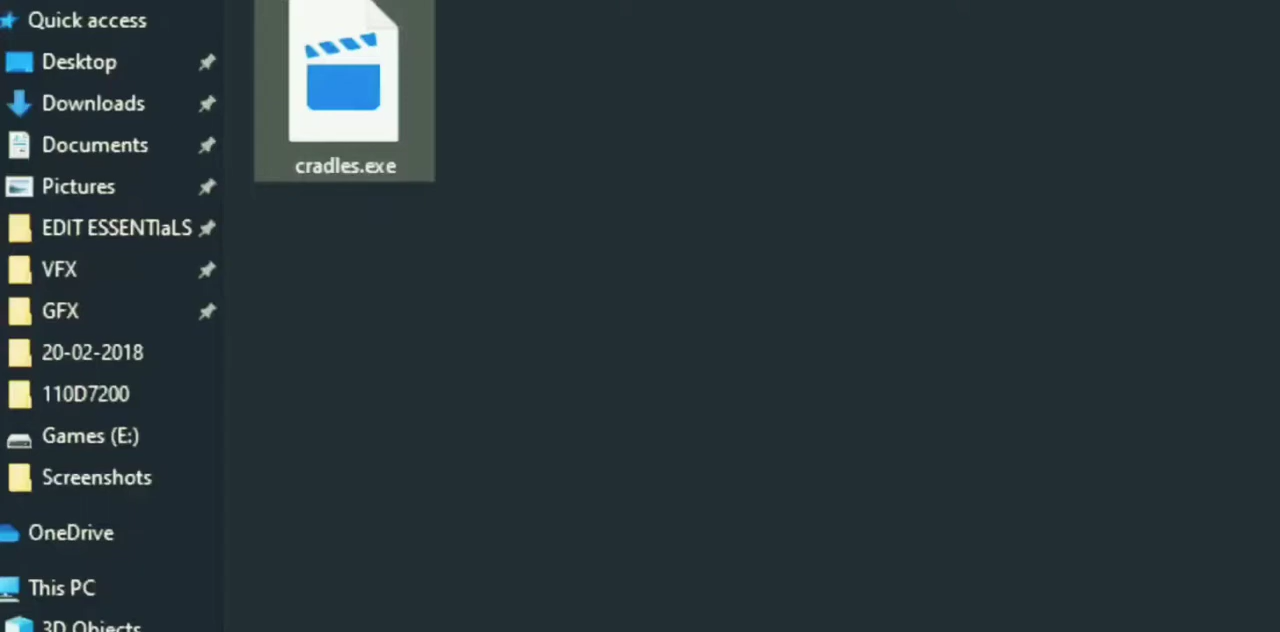 Quick access
Desktop
Downloads
Documents
Pictures
EDIT ESSENTIaLS
VFX
GFX
20-02-2018
110D7200
Games (E:)
Screenshots
OneDrive
This PC
3D Objects
cradles.exe